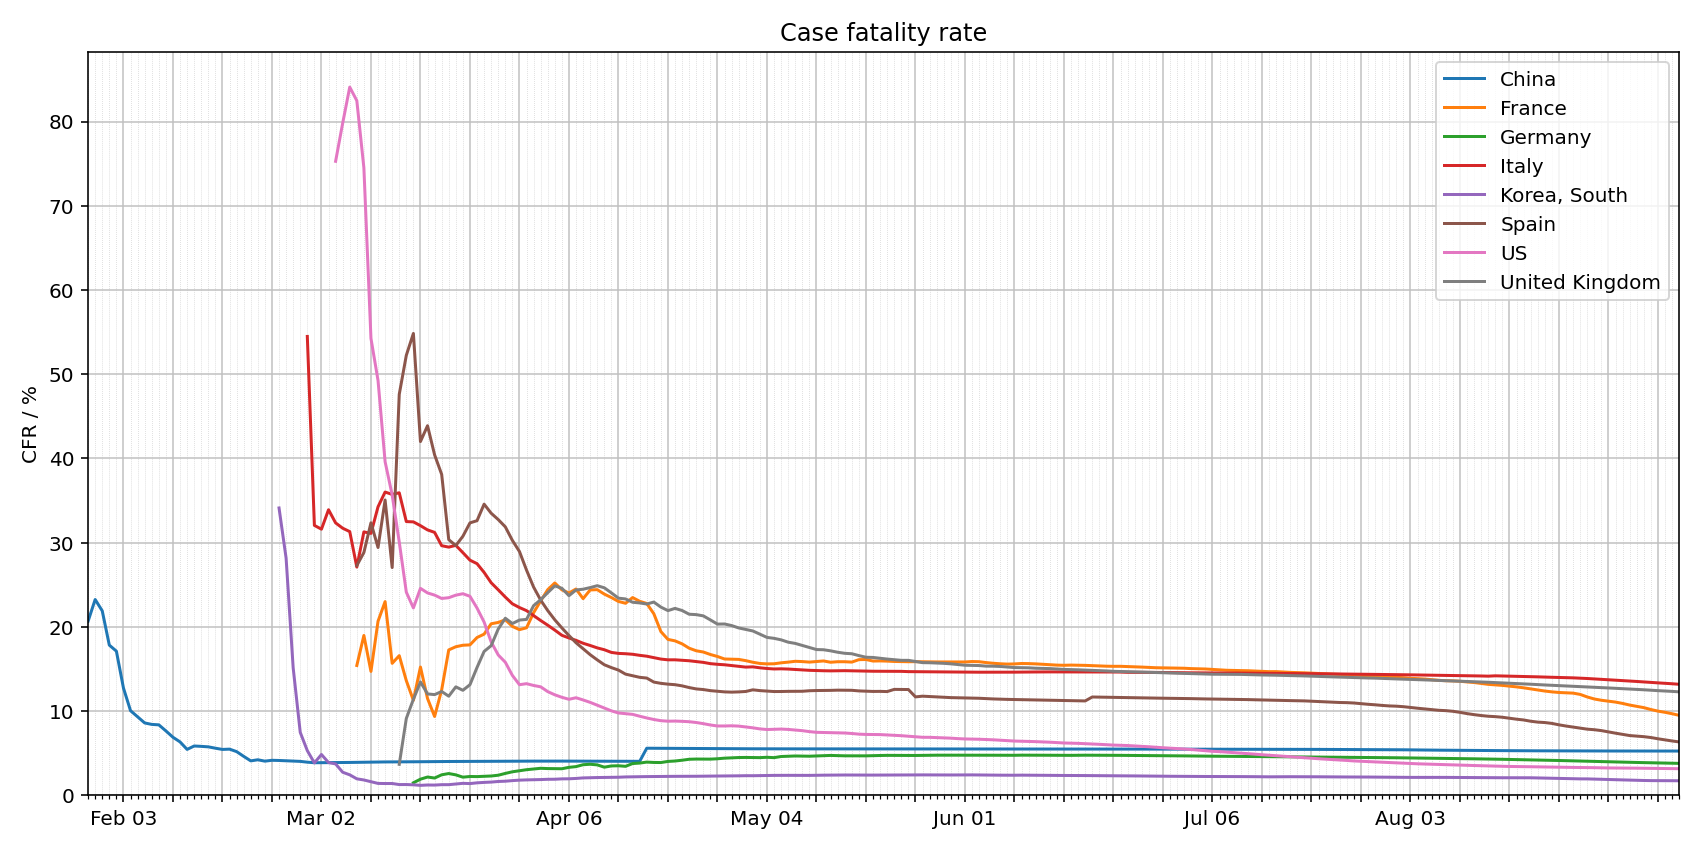 Case fatality rate
CFR / %
80
70
60
50
40
30
20
10
0
China
France
Germany
Italy
Korea, South
Spain
US
United Kingdom
Feb 03
Mar 02
Apr 06
May 04
Jun 01
Jul 06
Aug 03